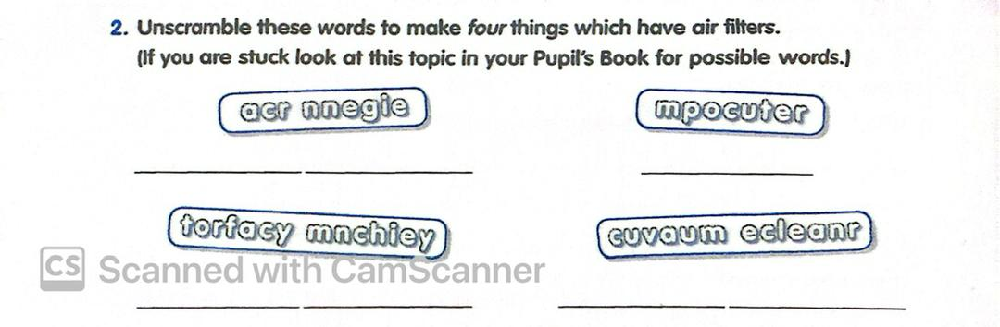 2. Unscramble these words to make four things which have air filters.
(If you are stuck look at this topic in your Pupil's Book for possible words.)
acr nnegie
mpocuter
torfacy mnchiey
cuvaum ecleanr
CS Scanned with CamScanner